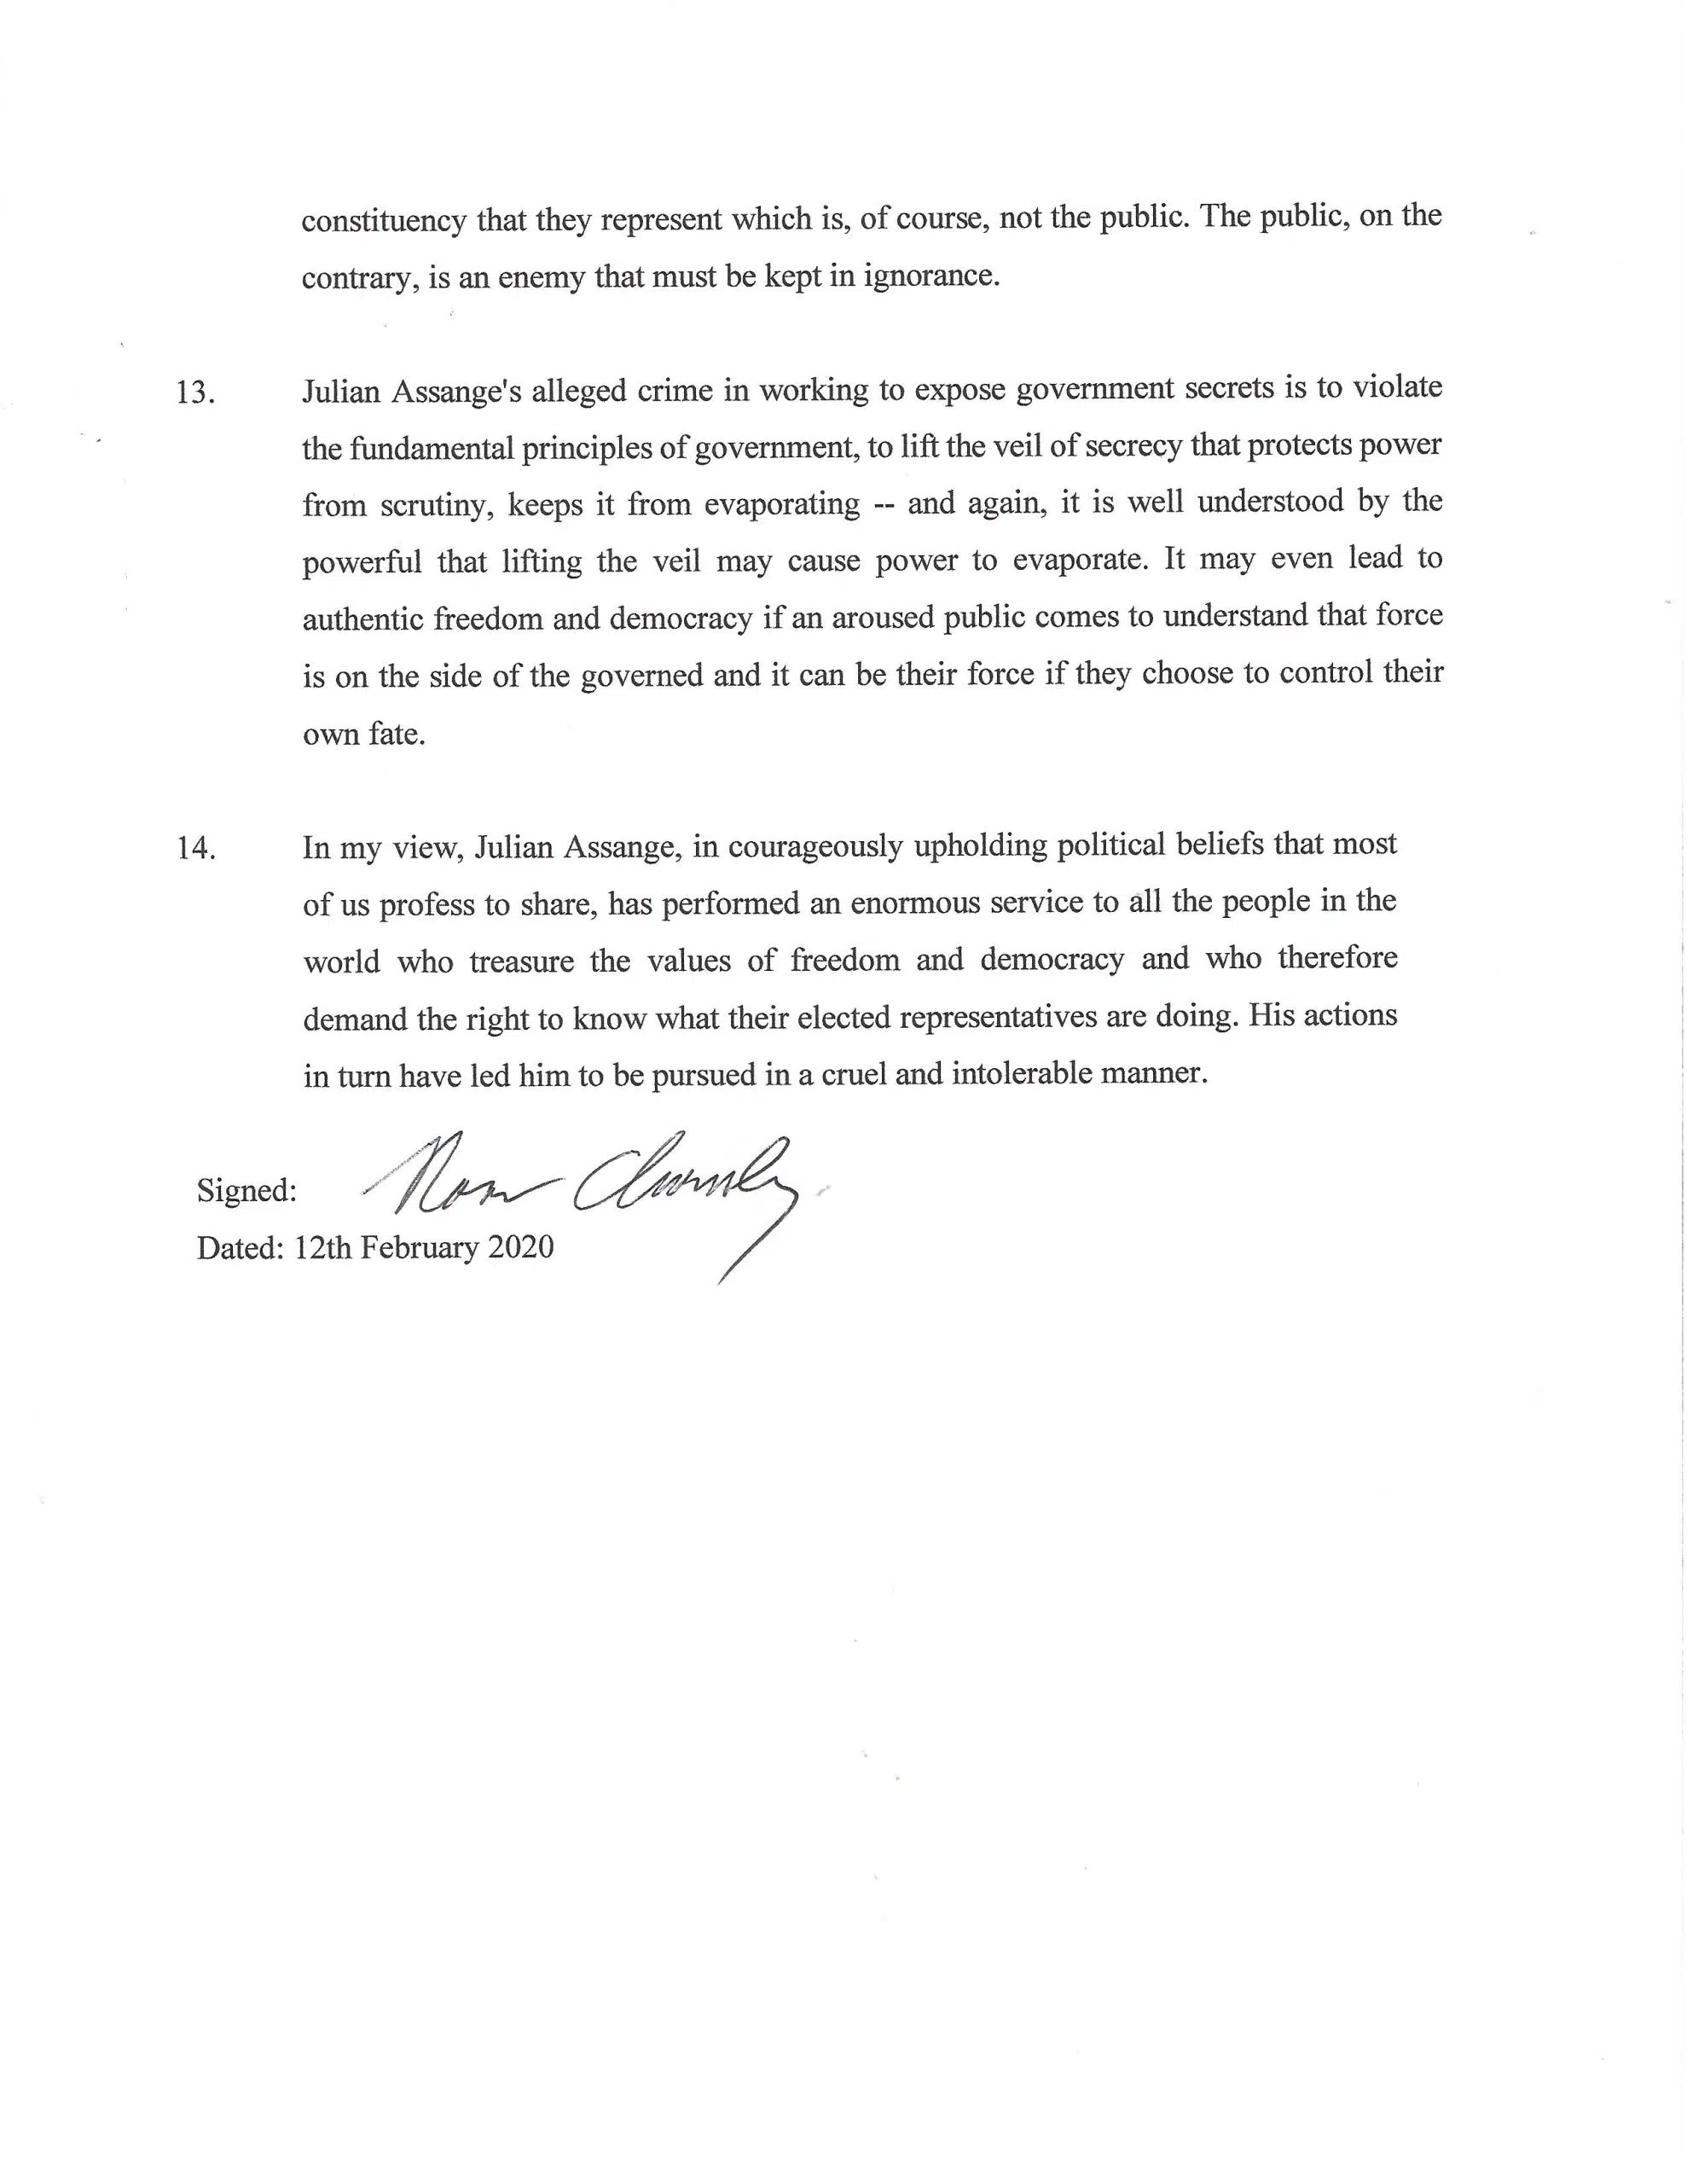 constituency that they represent which is, of course, not the public. The public, on the
contrary, is an enemy that must be kept in ignorance.
13. Julian Assange's alleged crime in working to expose government secrets is to violate
the fundamental principles of government, to lift the veil of secrecy that protects power
from scrutiny, keeps it from evaporating -- and again, it is well understood by the
powerful that lifting the veil may cause power to evaporate. It may even lead to
authentic freedom and democracy if an aroused public comes to understand that force
is on the side of the governed and it can be their force if they choose to control their
own fate.
14. In my view, Julian Assange, in courageously upholding political beliefs that most
of us profess to share, has performed an enormous service to all the people in the
world who treasure the values of freedom and democracy and who therefore
demand the right to know what their elected representatives are doing. His actions
in turn have led him to be pursued in a cruel and intolerable manner.
Signed: Noam Chomsky
Dated: 12th February 2020